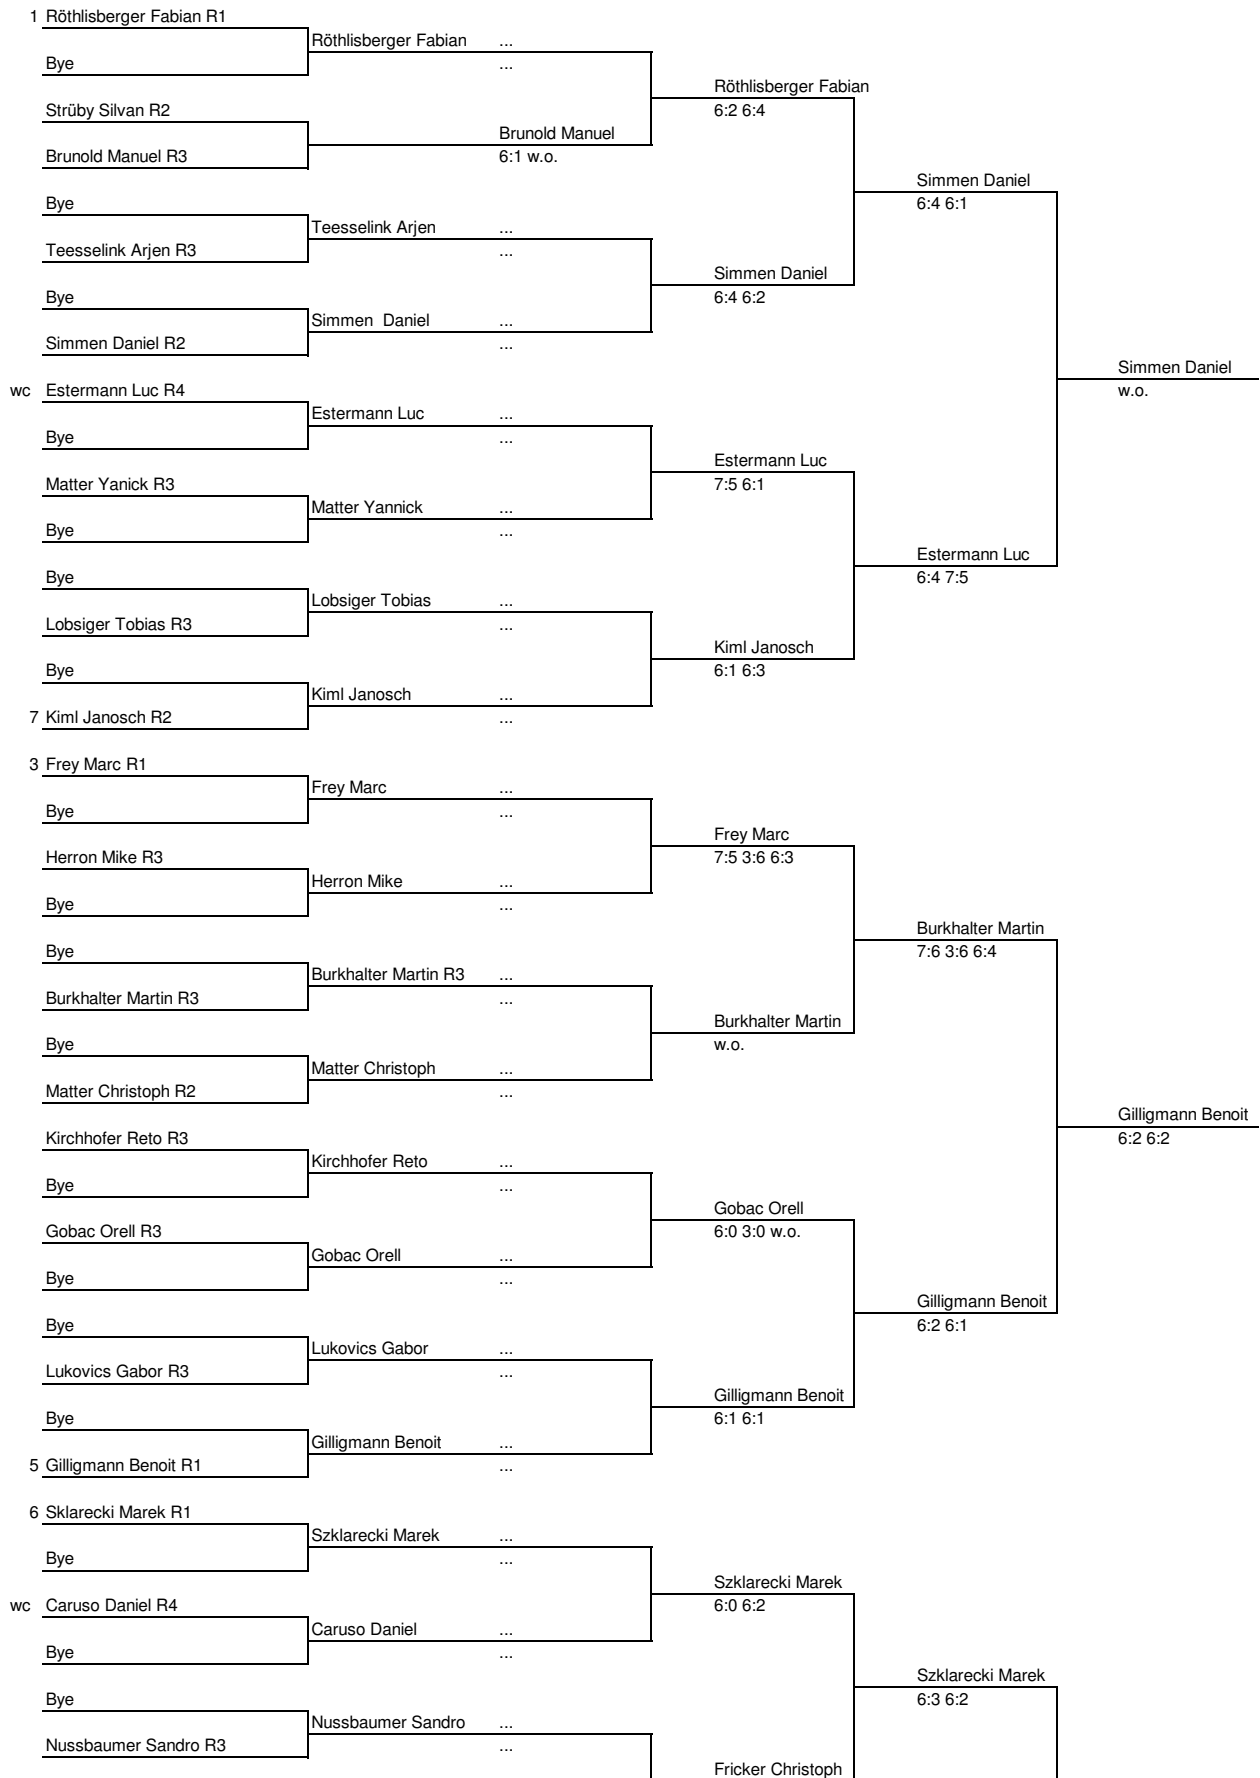 1 Röthlisberger Fabian R1
Röthlisberger Fabian ...
Bye ...
Röthlisberger Fabian
Strüby Silvan R2 6:2 6:4
Brunold Manuel
Brunold Manuel R3 6:1 w.o.
Simmen Daniel
Bye 6:4 6:1
Teesselink Arjen ...
Teesselink Arjen R3 ...
Simmen Daniel
Bye 6:4 6:2
Simmen Daniel ...
Simmen Daniel R2 ...
Simmen Daniel
wc Estermann Luc R4 w.o.
Estermann Luc ...
Bye ...
Estermann Luc
Matter Yanick R3 7:5 6:1
Matter Yannick ...
Bye ...
Estermann Luc
Bye 6:4 7:5
Lobsiger Tobias ...
Lobsiger Tobias R3 ...
Kiml Janosch
Bye 6:1 6:3
Kiml Janosch ...
7 Kiml Janosch R2 ...
3 Frey Marc R1
Frey Marc ...
Bye ...
Frey Marc
Herron Mike R3 7:5 3:6 6:3
Herron Mike ...
Bye ...
Burkhalter Martin
Bye 7:6 3:6 6:4
Burkhalter Martin R3 ...
Burkhalter Martin R3 ...
Burkhalter Martin
Bye w.o.
Matter Christoph ...
Matter Christoph R2 ...
Gilligmann Benoit
Kirchhofer Reto R3 6:2 6:2
Kirchhofer Reto ...
Bye ...
Gobac Orell
Gobac Orell R3 6:0 3:0 w.o.
Gobac Orell ...
Bye ...
Gilligmann Benoit
Bye 6:2 6:1
Lukovics Gabor ...
Lukovics Gabor R3 ...
Gilligmann Benoit
Bye 6:1 6:1
Gilligmann Benoit ...
5 Gilligmann Benoit R1 ...
6 Sklarecki Marek R1
Szklarecki Marek ...
Bye ...
Szklarecki Marek
wc Caruso Daniel R4 6:0 6:2
Caruso Daniel ...
Bye ...
Szklarecki Marek
Bye 6:3 6:2
Nussbaumer Sandro ...
Nussbaumer Sandro R3 ...
Fricker Christoph